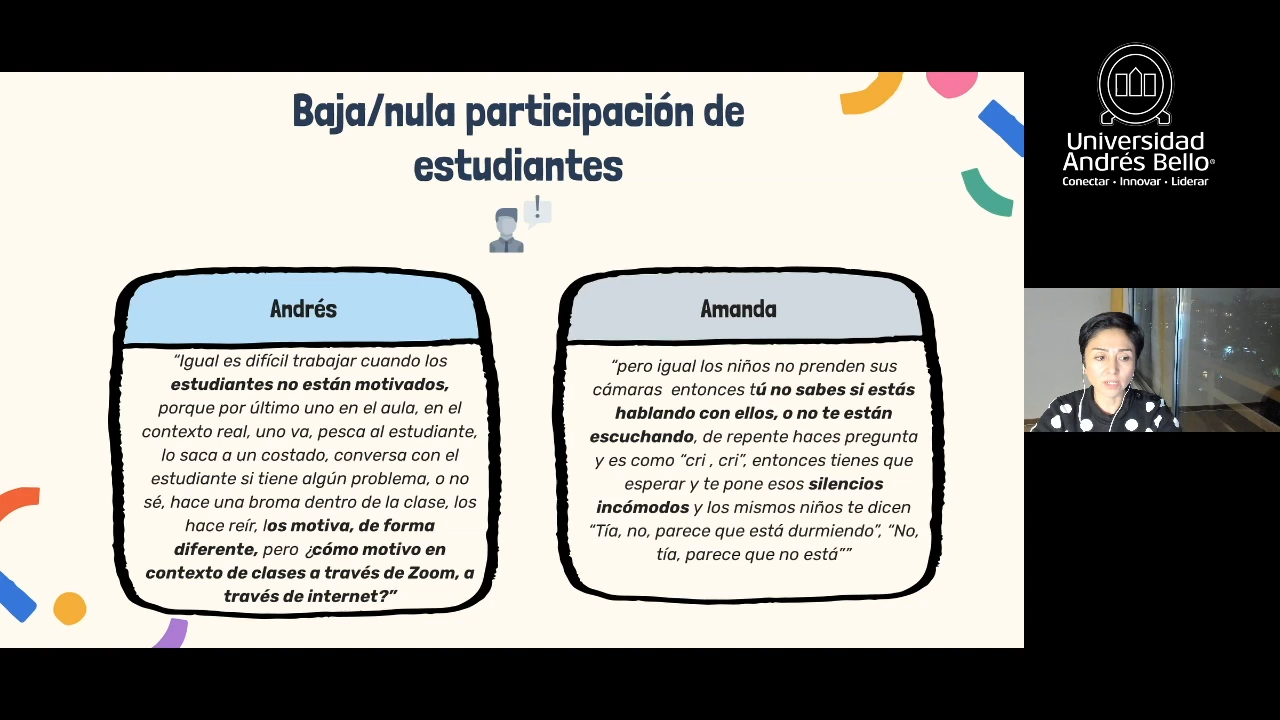 Baja/nula participación de
estudiantes
!
Andrés
“Igual es difícil trabajar cuando los
estudiantes no están motivados,
porque por último uno en el aula, en el
contexto real, uno va, pesca al estudiante,
lo saca a un costado, conversa con el
estudiante si tiene algún problema, o no
sé, hace una broma dentro de la clase, los
hace reír, los motiva, de forma
diferente, pero ¿cómo motivo en
contexto de clases a través de Zoom, a
través de internet?”
Amanda
“pero igual los niños no prenden sus
cámaras entonces tú no sabes si estás
hablando con ellos, o no te están
escuchando, de repente haces pregunta
y es como “cri , cri”, entonces tienes que
esperar y te pone esos silencios
incómodos y los mismos niños te dicen
“Tía, no, parece que está durmiendo”, “No,
tía, parece que no está””
Universidad
Andrés Bello®
Conectar • Innovar • Liderar